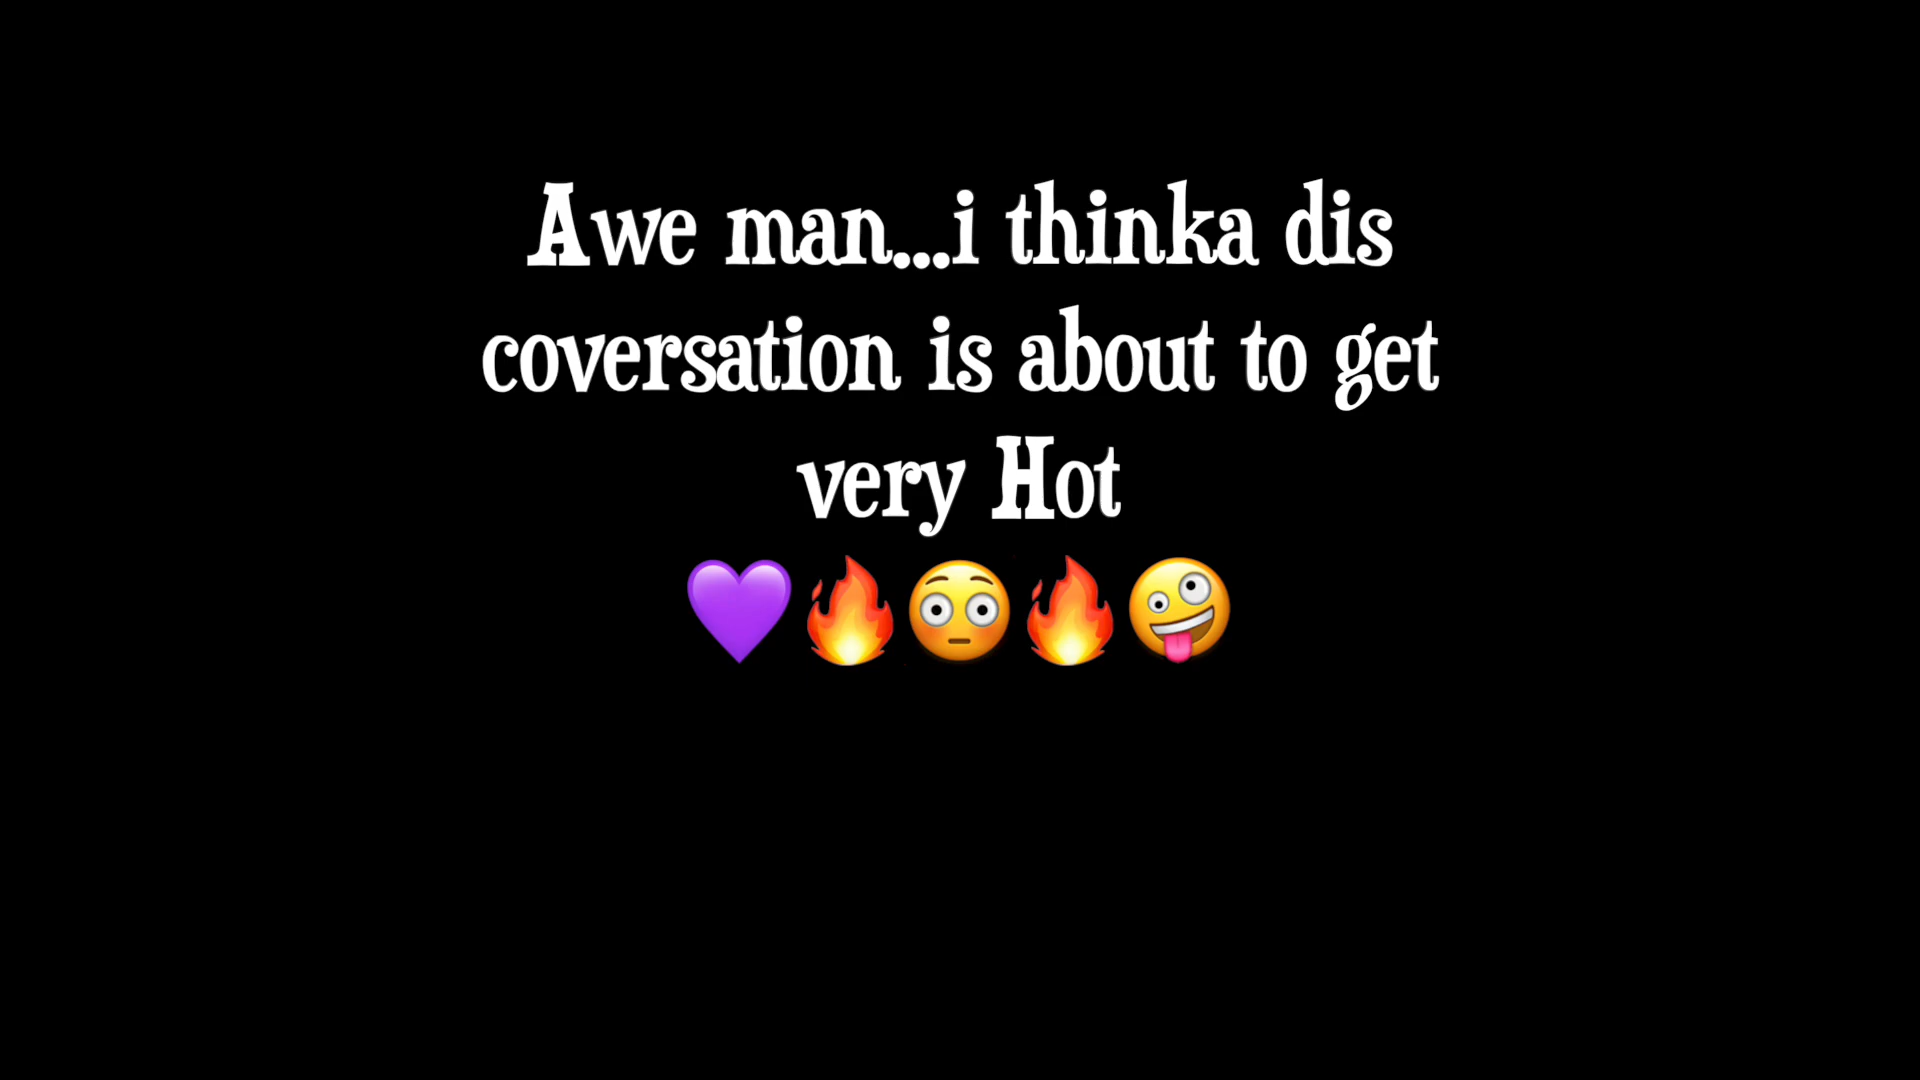 Awe man...i thinka dis
coversation is about to get
very Hot
💜🔥😳🔥🤪